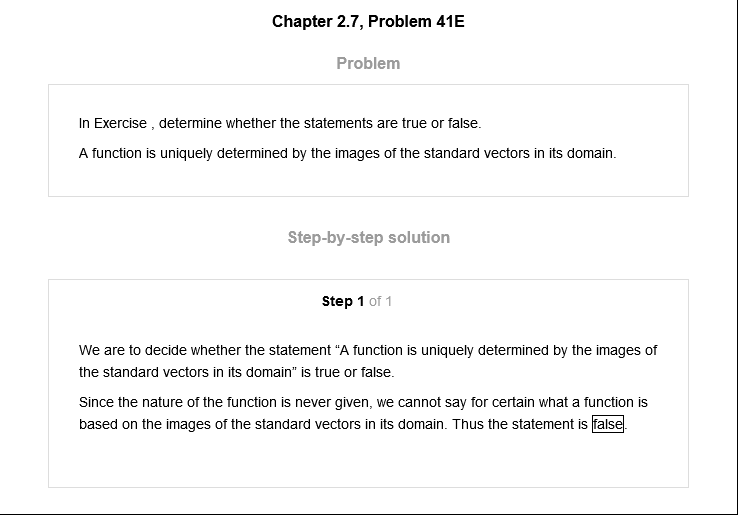 Chapter 2.7, Problem 41E
Problem
In Exercise , determine whether the statements are true or false.
A function is uniquely determined by the images of the standard vectors in its domain.
Step-by-step solution
Step 1 of 1
We are to decide whether the statement “A function is uniquely determined by the images of
the standard vectors in its domain” is true or false.
Since the nature of the function is never given, we cannot say for certain what a function is
based on the images of the standard vectors in its domain. Thus the statement is false.